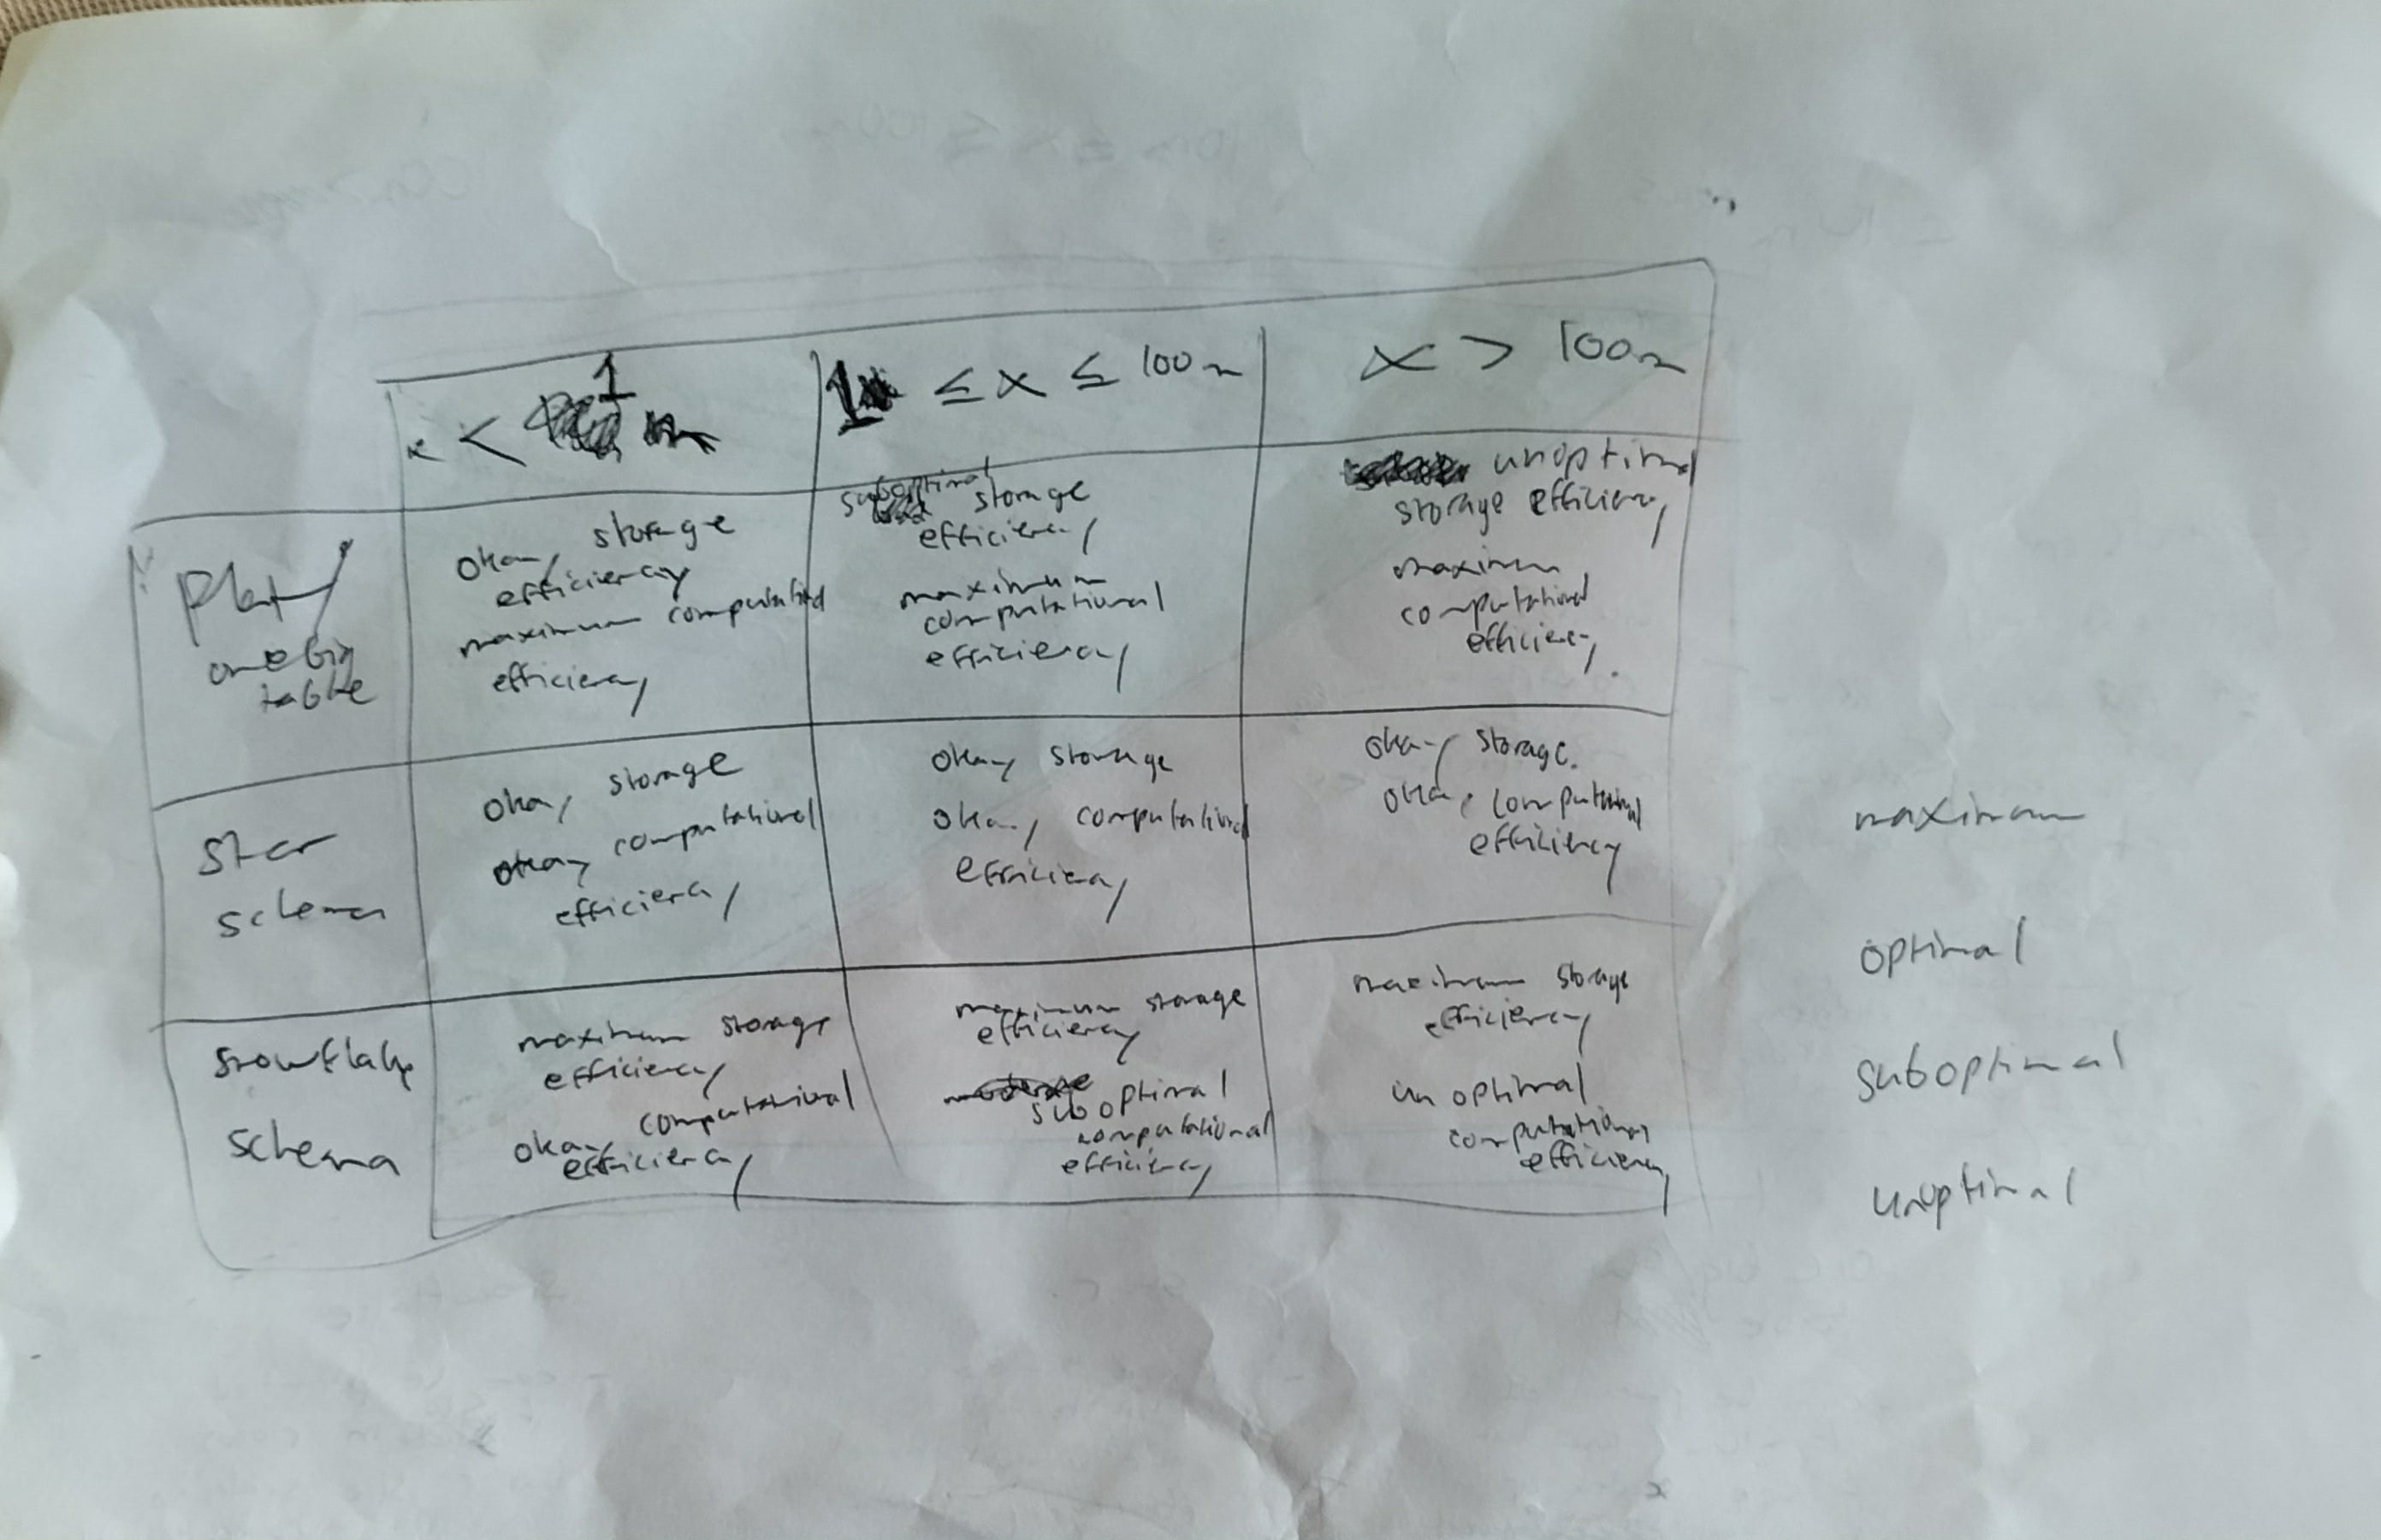 x < 1 m
1 ≤ x ≤ 100m
x > 100m
Flat/
one big
table
okay storage
efficiency
maximum computational
efficiency
suboptimal storage
efficiency
maximum
computational
efficiency
unoptimal
storage efficiency
maximum
computational
efficiency.
Star
schema
okay storage
okay computational
efficiency
okay storage
okay computational
efficiency
okay storage.
okay computational
efficiency
snowflake
schema
maximum storage
efficiency
okay computational
efficiency
maximum storage
efficiency
suboptimal
computational
efficiency
maximum storage
efficiency
unoptimal
computational
efficiency
maximum
optimal
suboptimal
unoptimal